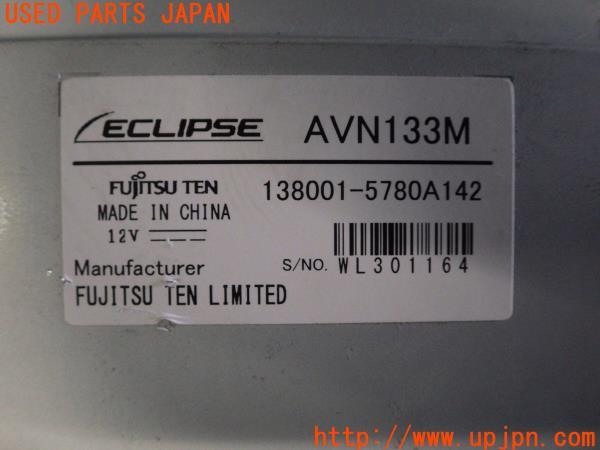 USED PARTS JAPAN
ECLIPSE AVN133M
FUJITSU TEN 138001-5780A142
MADE IN CHINA
12V
S/NO. WL301164
Manufacturer
FUJITSU TEN LIMITED
UPJ
http://www.upjpn.com